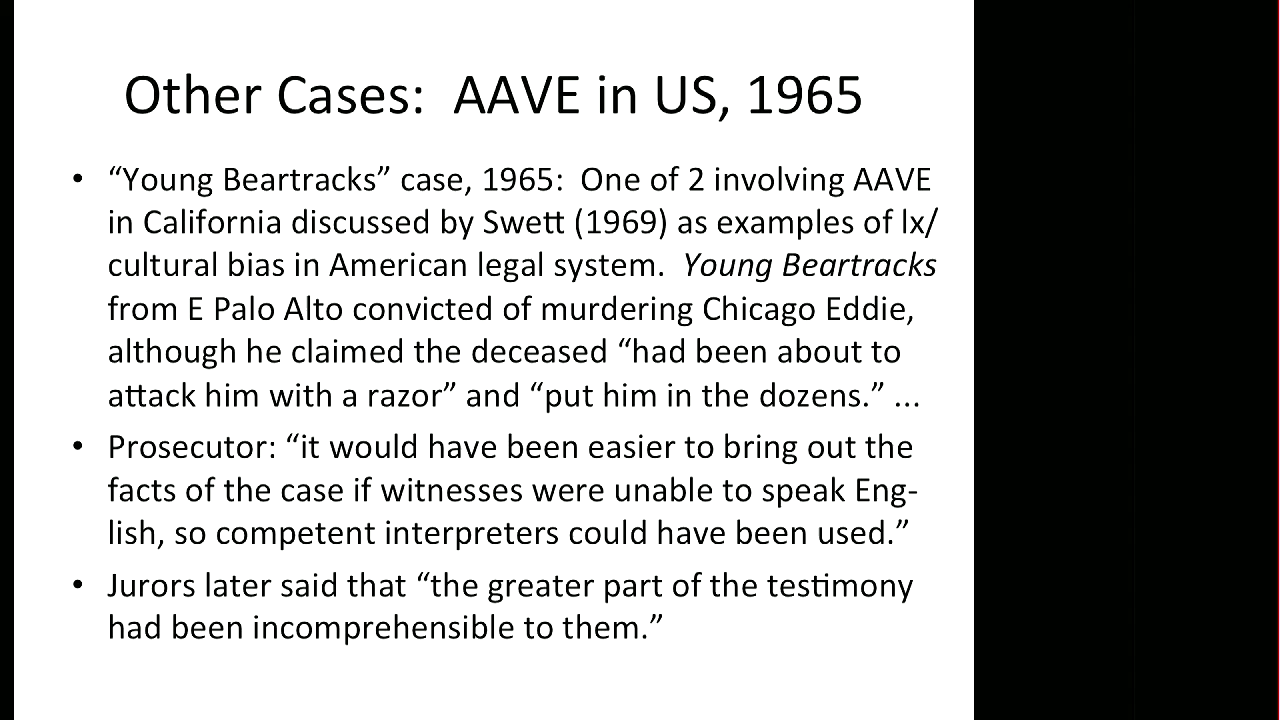 Other Cases:  AAVE in US, 1965
• “Young Beartracks” case, 1965:  One of 2 involving AAVE
in California discussed by Swett (1969) as examples of lx/
cultural bias in American legal system.  Young Beartracks
from E Palo Alto convicted of murdering Chicago Eddie,
although he claimed the deceased “had been about to
attack him with a razor” and “put him in the dozens.” ...
• Prosecutor: “it would have been easier to bring out the
facts of the case if witnesses were unable to speak Eng-
lish, so competent interpreters could have been used.”
• Jurors later said that “the greater part of the testimony
had been incomprehensible to them.”